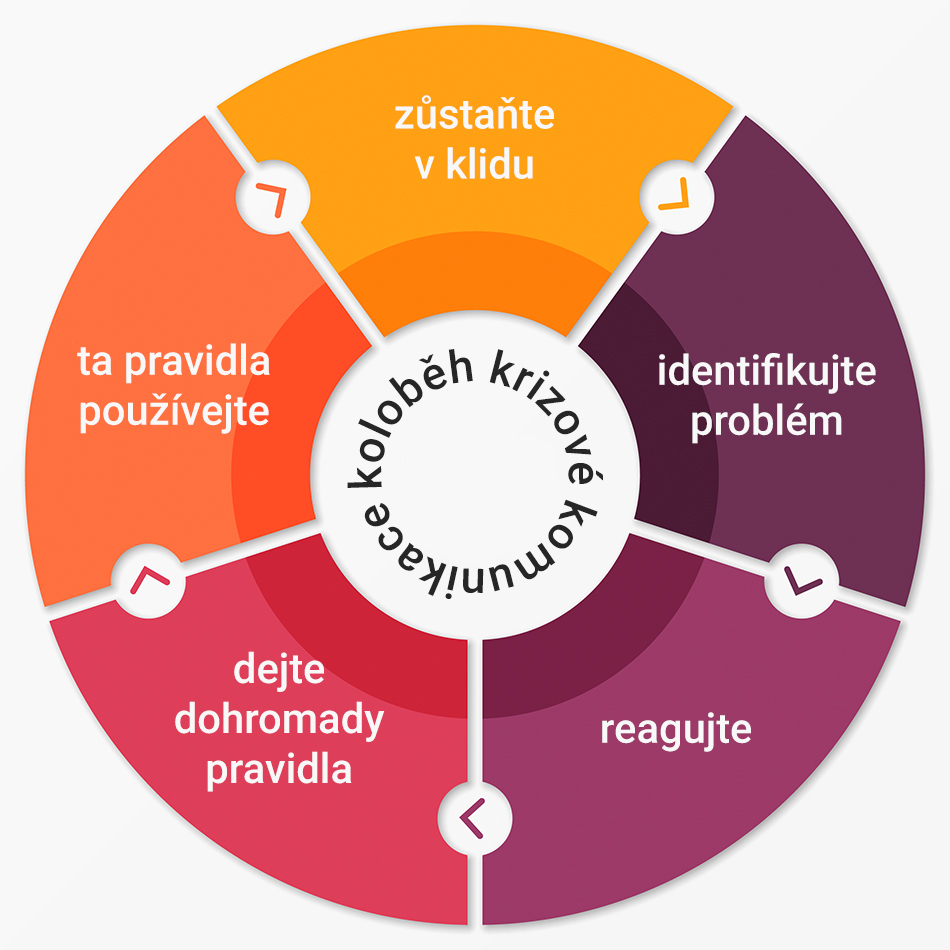 zůstaňte
v klidu
identifikujte
problém
reagujte
dejte
dohromady
pravidla
ta pravidla
používejte
koloběh krizové komunikace